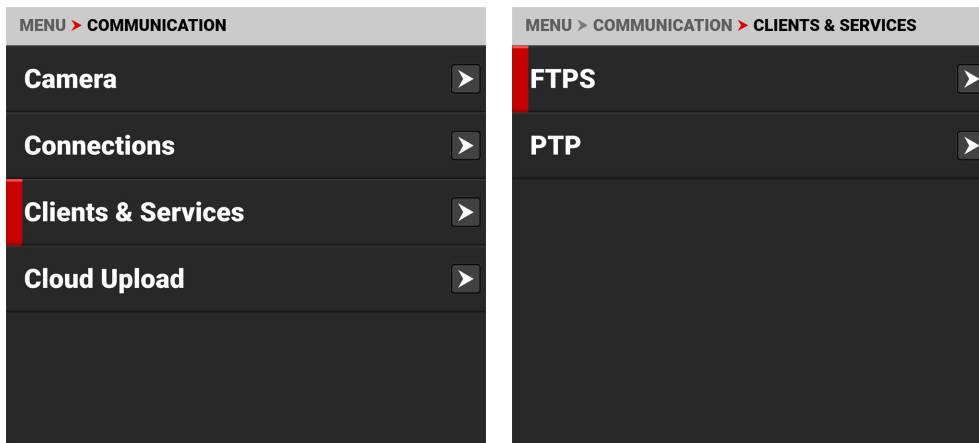 MENU > COMMUNICATION
Camera
Connections
Clients & Services
Cloud Upload
MENU > COMMUNICATION > CLIENTS & SERVICES
FTPS
PTP